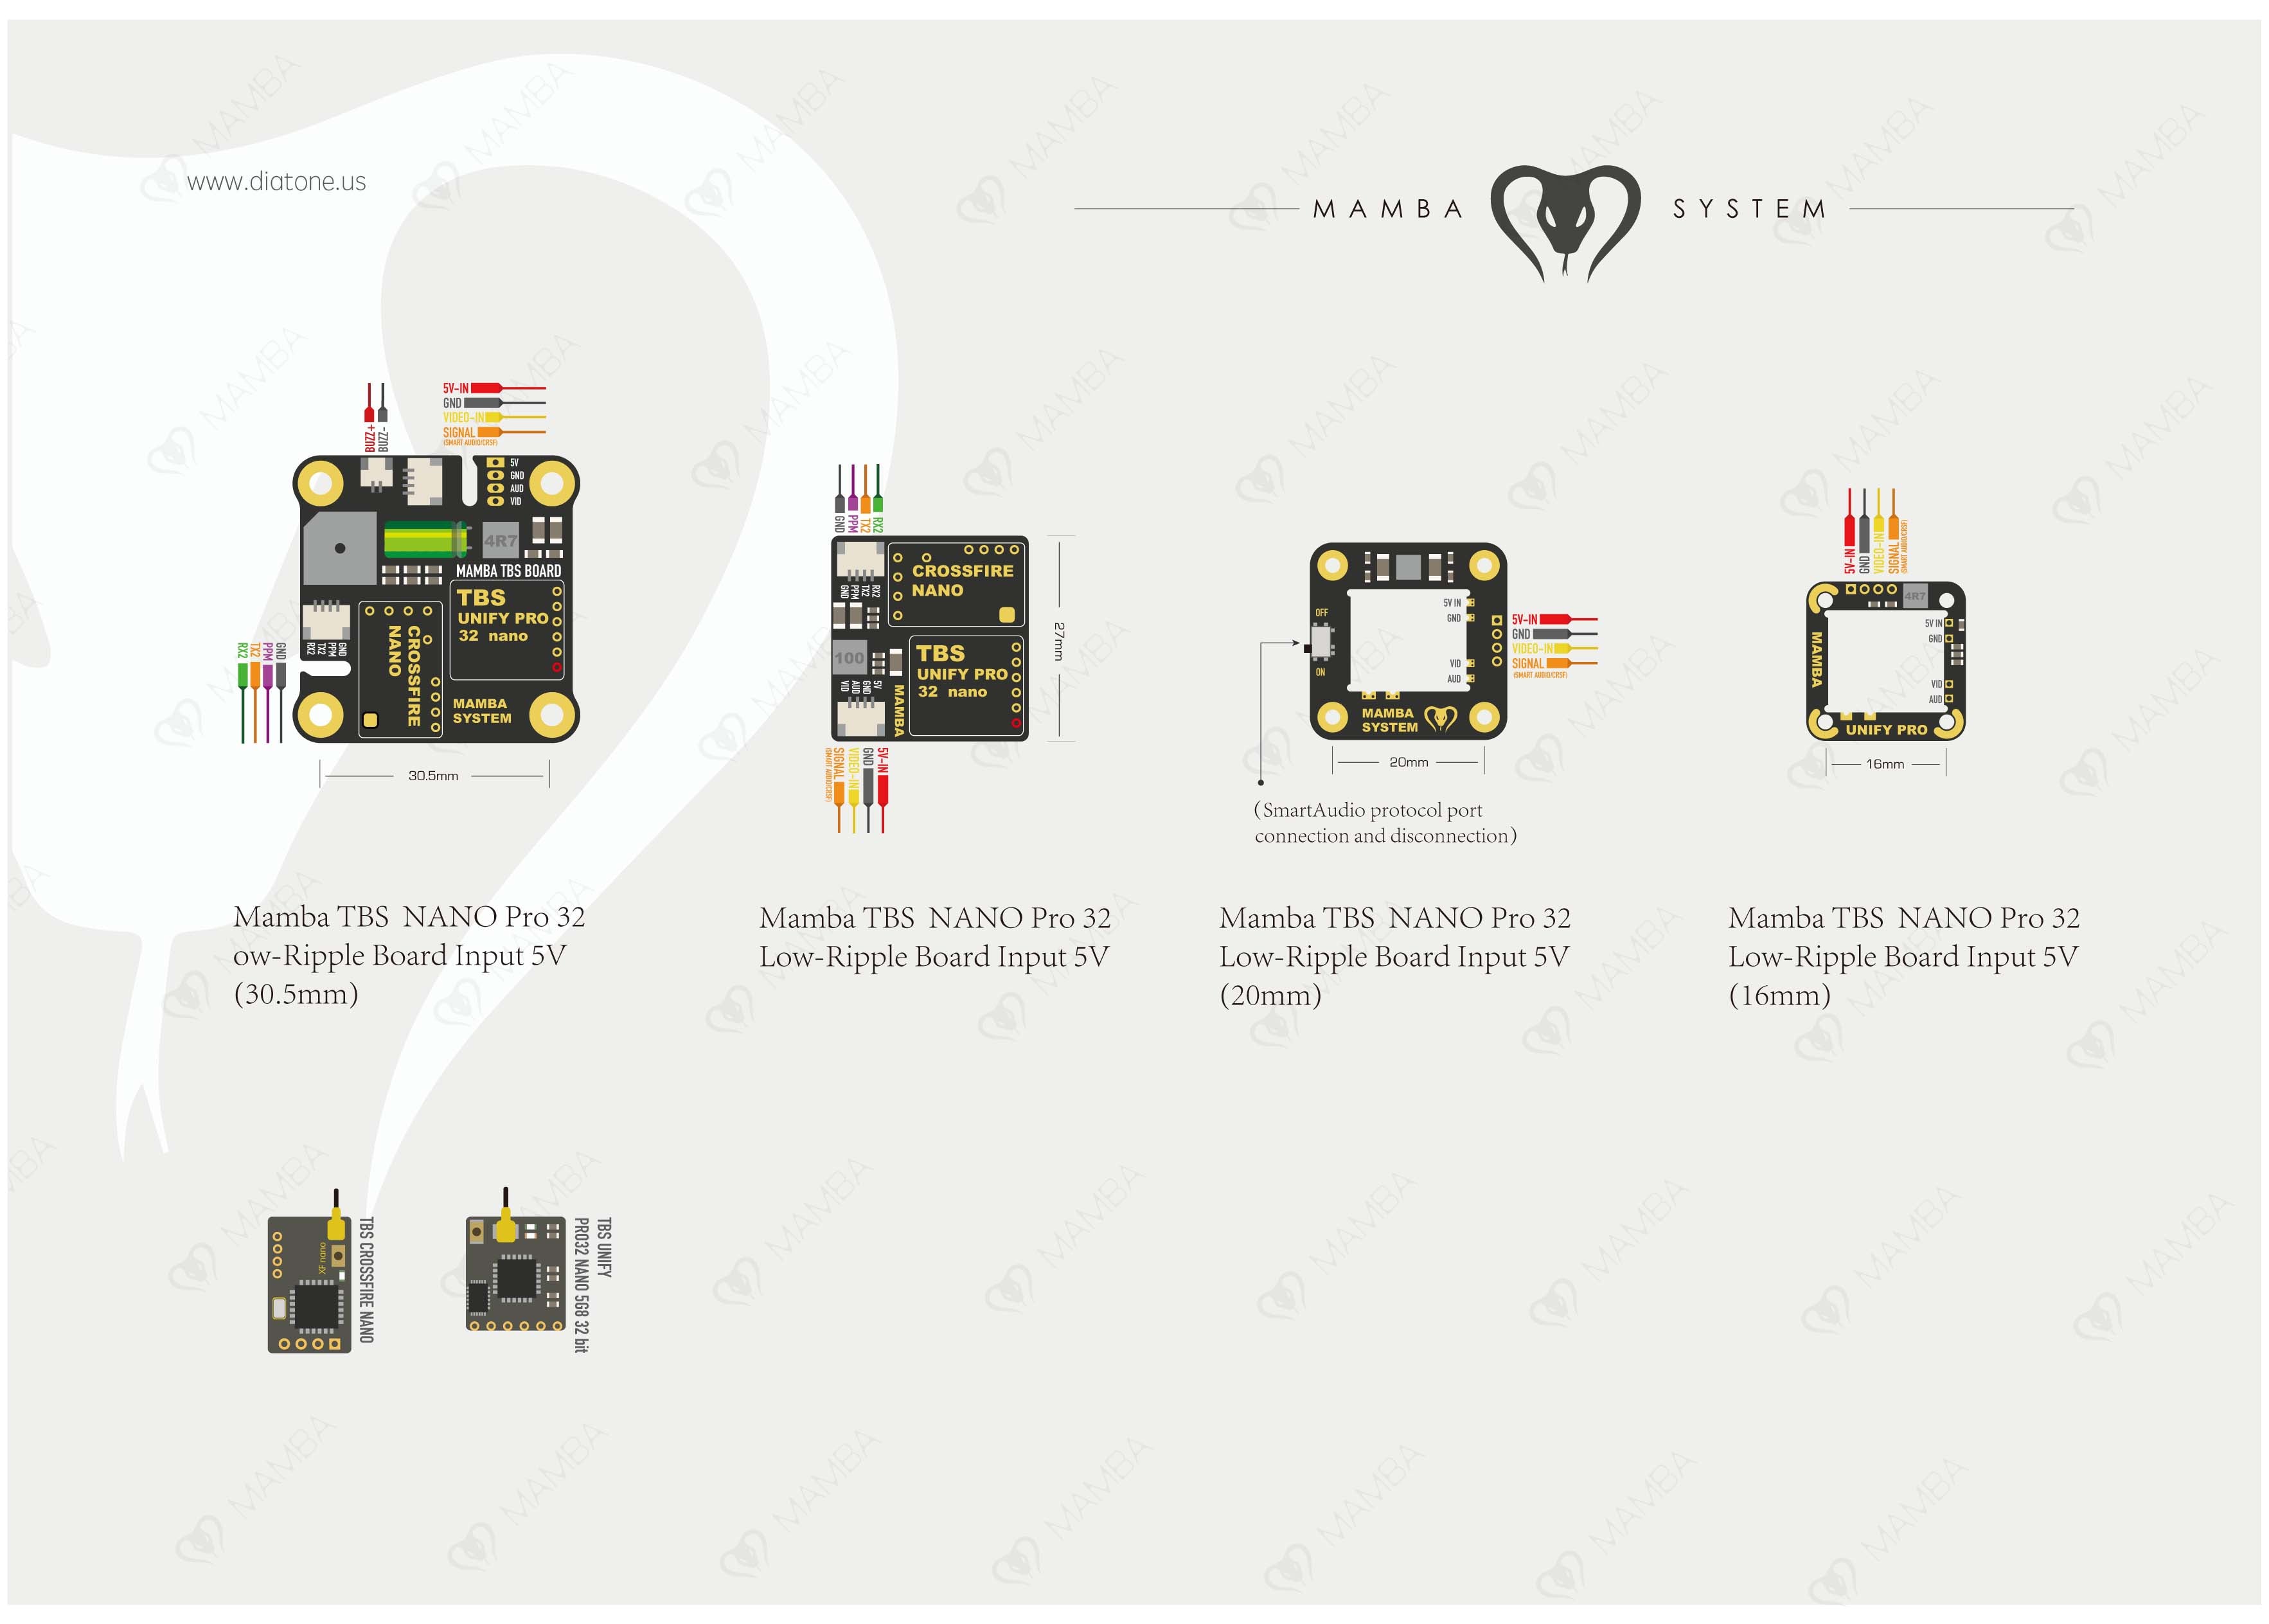 www.diatone.us
MAMBA SYSTEM
BUZZ+
BUZZ-
5V-IN
GND
VIDEO-IN
SIGNAL
(SMART AUDIO/CRSF)
5V
GND
AUD
VID
4R7
MAMBA TBS BOARD
TBS
UNIFY PRO
32 nano
CROSSFIRE
NANO
RX2
TX2
PPM
GND
RX2
TX2
PPM
GND
MAMBA
SYSTEM
30.5mm
GND
PPM
TX2
RX2
GND
PPM
TX2
RX2
CROSSFIRE
NANO
100
TBS
UNIFY PRO
32 nano
VID
AUD
GND
5V
MAMBA
SIGNAL
(SMART AUDIO/CRSF)
VIDEO-IN
GND
5V-IN
27mm
OFF
ON
5V IN
GND
VID
AUD
5V-IN
GND
VIDEO-IN
SIGNAL
(SMART AUDIO/CRSF)
MAMBA
SYSTEM
20mm
(SmartAudio protocol port
connection and disconnection)
5V-IN
GND
VIDEO-IN
SIGNAL
(SMART AUDIO/CRSF)
4R7
5V IN
GND
VID
AUD
MAMBA
UNIFY PRO
16mm
Mamba TBS NANO Pro 32
ow-Ripple Board Input 5V
(30.5mm)
Mamba TBS NANO Pro 32
Low-Ripple Board Input 5V
Mamba TBS NANO Pro 32
Low-Ripple Board Input 5V
(20mm)
Mamba TBS NANO Pro 32
Low-Ripple Board Input 5V
(16mm)
XF nano
TBS CROSSFIRE NANO
TBS UNIFY
PRO32 NANO 5G8 32 bit
MAMBA